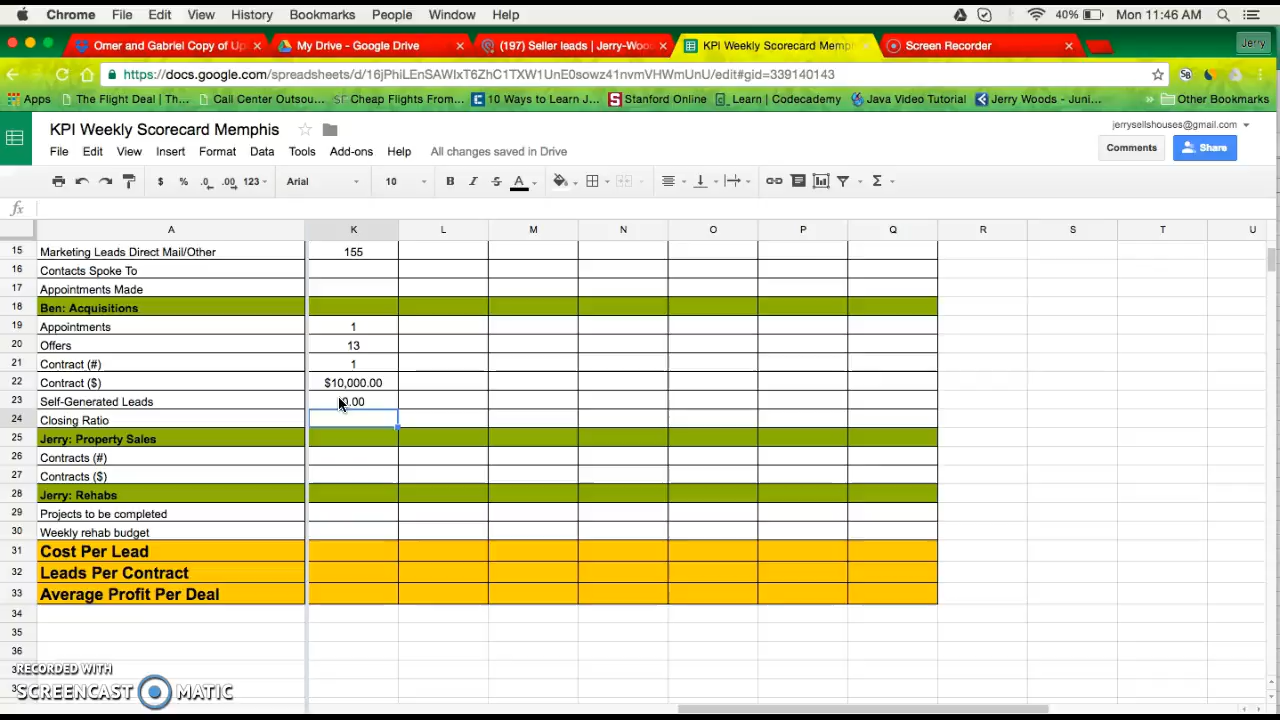 Chrome File Edit View History Bookmarks People Window Help 40% Mon 11:46 AM
Omer and Gabriel Copy of Up × My Drive - Google Drive × (197) Seller leads | Jerry-Woo × KPI Weekly Scorecard Memp × Screen Recorder × Jerry
https://docs.google.com/spreadsheets/d/16jPhiLEnSAWIxT6ZhC1TXW1UnE0sowz41nvmVHWmUnU/edit#gid=339140143
Apps The Flight Deal | Th... Call Center Outsou... SF Cheap Flights From... 10 Ways to Learn J... Stanford Online Learn | Codecademy Java Video Tutorial Jerry Woods - Juni... » Other Bookmarks
KPI Weekly Scorecard Memphis jerrysellshouses@gmail.com
File Edit View Insert Format Data Tools Add-ons Help All changes saved in Drive Comments Share
$ % .0 .00 123 Arial 10 B I S A Σ
fx
A K L M N O P Q R S T U
15 Marketing Leads Direct Mail/Other 155
16 Contacts Spoke To
17 Appointments Made
18 Ben: Acquisitions
19 Appointments 1
20 Offers 13
21 Contract (#) 1
22 Contract ($) $10,000.00
23 Self-Generated Leads 0.00
24 Closing Ratio
25 Jerry: Property Sales
26 Contracts (#)
27 Contracts ($)
28 Jerry: Rehabs
29 Projects to be completed
30 Weekly rehab budget
31 Cost Per Lead
32 Leads Per Contract
33 Average Profit Per Deal
34
35
36
RECORDED WITH
SCREENCAST MATIC